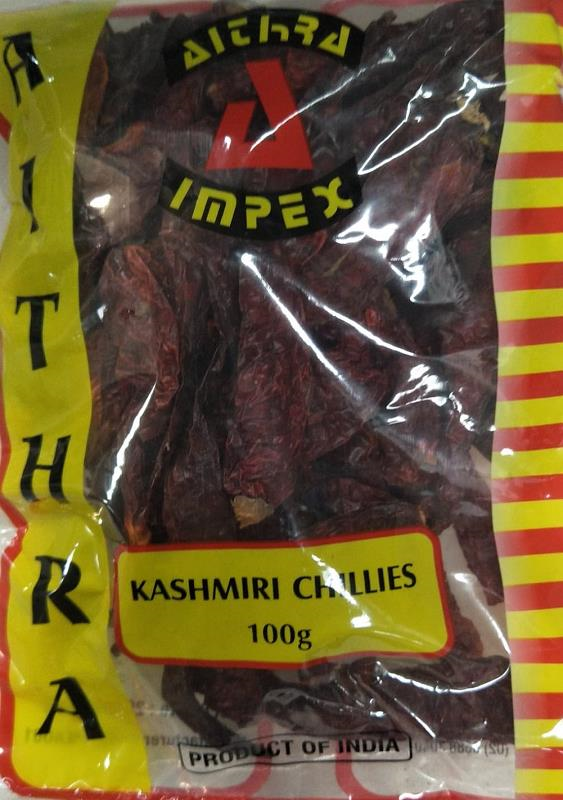 AITHRA
IMPEX
AITHRA
KASHMIRI CHILLIES
100g
PRODUCT OF INDIA